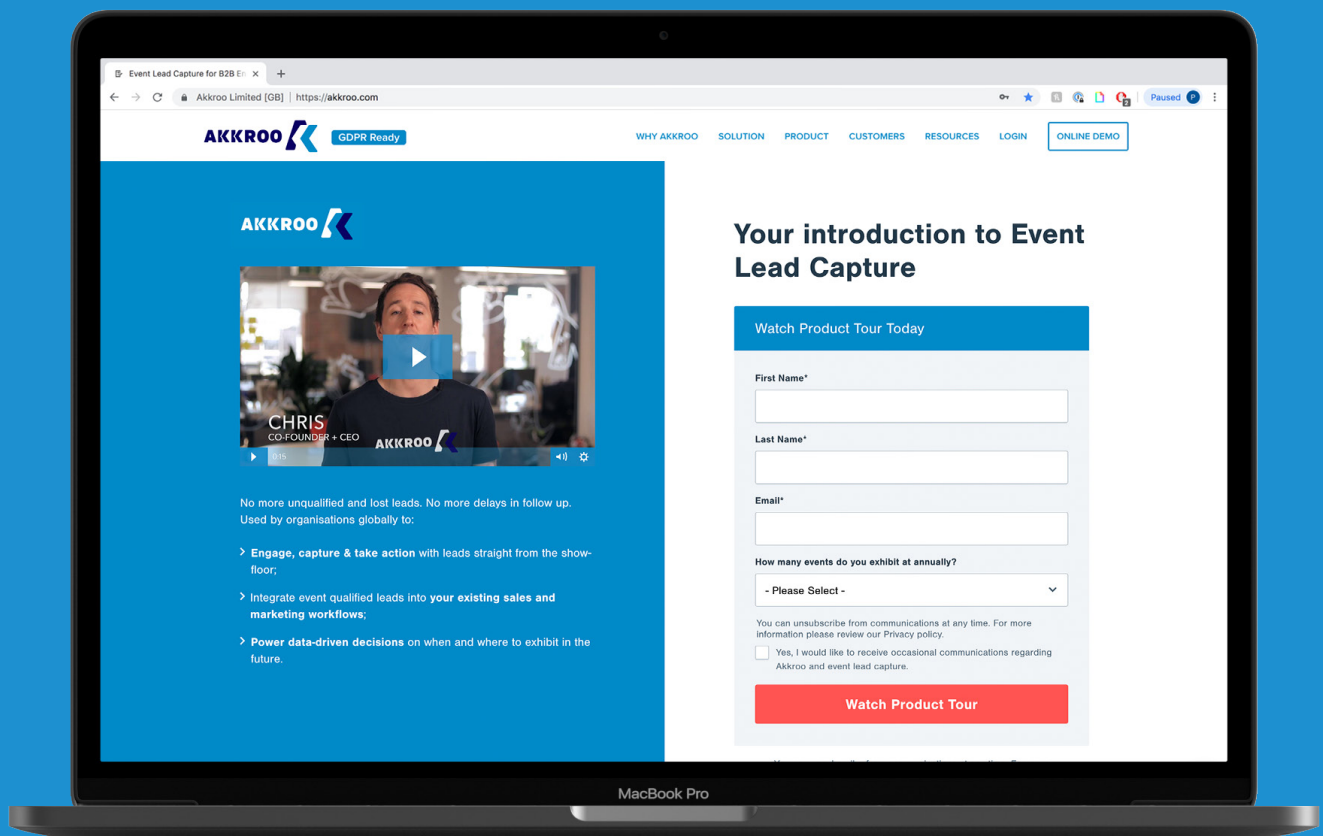 Event Lead Capture for B2B En
Akkroo Limited [GB] | https://akkroo.com
Paused P
2
AKKROO GDPR Ready
WHY AKKROO SOLUTION PRODUCT CUSTOMERS RESOURCES LOGIN ONLINE DEMO
AKKROO
CHRIS
CO-FOUNDER + CEO
AKKROO
0:15
No more unqualified and lost leads. No more delays in follow up.
Used by organisations globally to:
Engage, capture & take action with leads straight from the show-
floor;
Integrate event qualified leads into your existing sales and
marketing workflows;
Power data-driven decisions on when and where to exhibit in the
future.
Your introduction to Event
Lead Capture
Watch Product Tour Today
First Name*
Last Name*
Email*
How many events do you exhibit at annually?
- Please Select -
You can unsubscribe from communications at any time. For more
information please review our Privacy policy.
Yes, I would like to receive occasional communications regarding
Akkroo and event lead capture.
Watch Product Tour
MacBook Pro